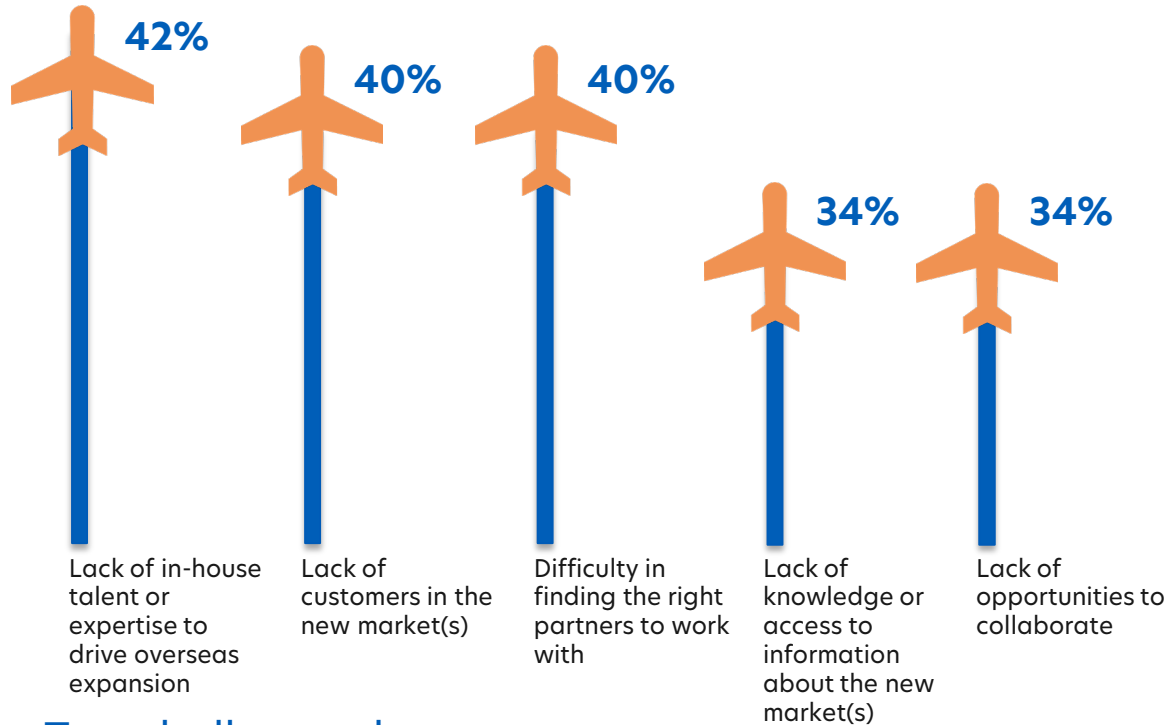 42%
40%
40%
34%
34%
Lack of in-house
talent or
expertise to
drive overseas
expansion
Lack of
customers in the
new market(s)
Difficulty in
finding the right
partners to work
with
Lack of
knowledge or
access to
information
about the new
market(s)
Lack of
opportunities to
collaborate